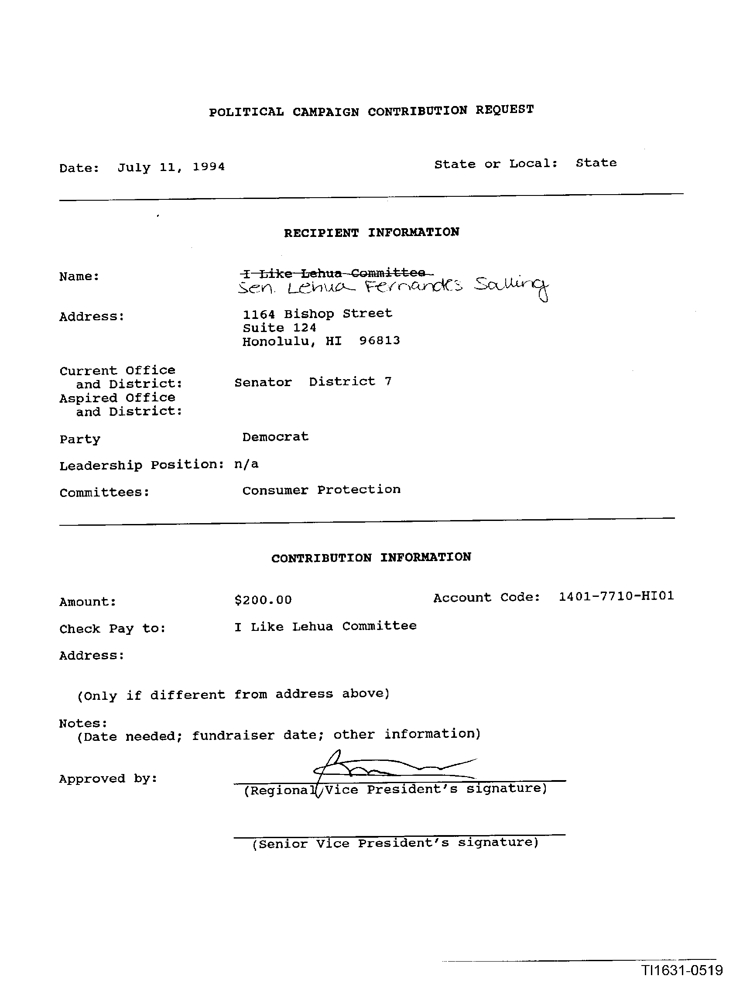 POLITICAL CAMPAIGN CONTRIBUTION REQUEST
Date: July 11, 1994 State or Local: State
RECIPIENT INFORMATION
Name: I Like Lehua Committee
Sen. Lehua Fernandes Salling
Address: 1164 Bishop Street
Suite 124
Honolulu, HI 96813
Current Office
and District: Senator District 7
Aspired Office
and District:
Party Democrat
Leadership Position: n/a
Committees: Consumer Protection
CONTRIBUTION INFORMATION
Amount: $200.00 Account Code: 1401-7710-HI01
Check Pay to: I Like Lehua Committee
Address:
(Only if different from address above)
Notes:
(Date needed; fundraiser date; other information)
Approved by:
(Regional Vice President's signature)
(Senior Vice President's signature)
TI1631-0519